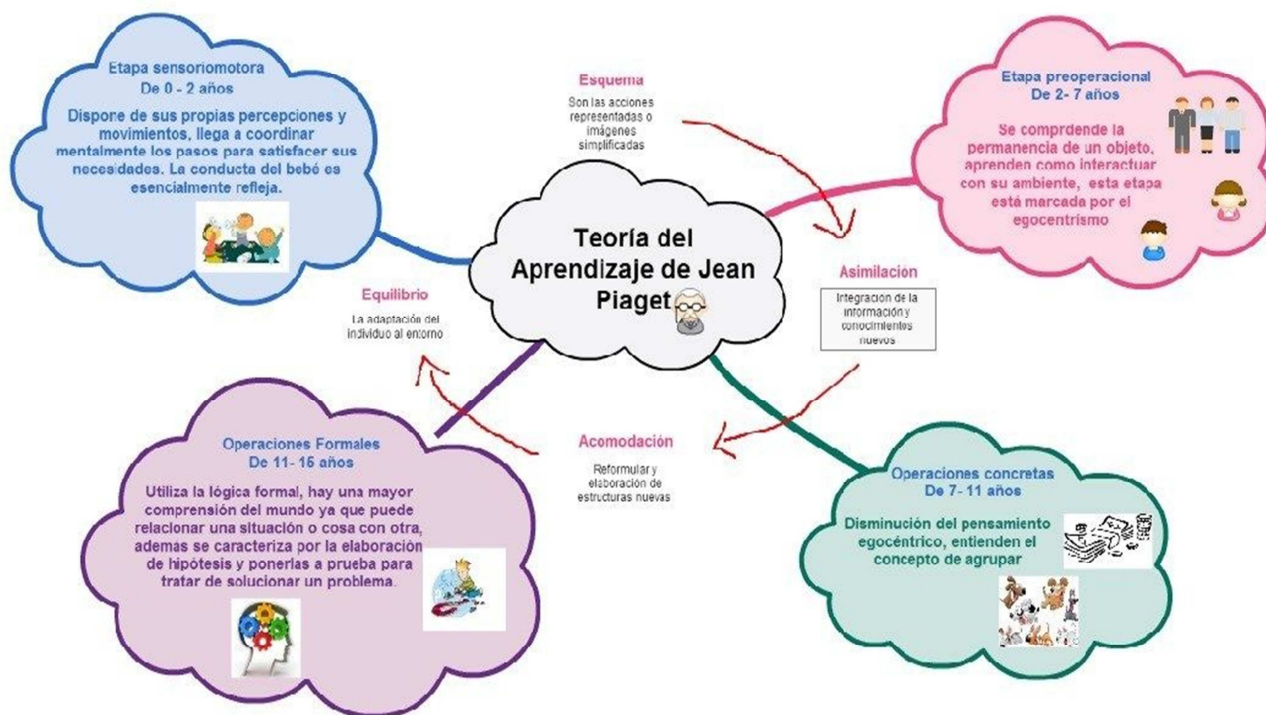 Etapa sensoriomotora
De 0 - 2 años
Dispone de sus propias percepciones y
movimientos, llega a coordinar
mentalmente los pasos para satisfacer sus
necesidades. La conducta del bebé es
esencialmente refleja.
Esquema
Son las acciones
representadas o
imágenes
simplificadas
Etapa preoperacional
De 2- 7 años
Se comprdende la
permanencia de un objeto,
aprenden como interactuar
con su ambiente, esta etapa
está marcada por el
egocentrismo
Teoría del
Aprendizaje de Jean
Piaget
Asimilación
Integración de la
información y
conocimientos
nuevos
Equilibrio
La adaptación del
individuo al entorno
Acomodación
Reformular y
elaboración de
estructuras nuevas
Operaciones Formales
De 11- 15 años
Utiliza la lógica formal, hay una mayor
comprensión del mundo ya que puede
relacionar una situación o cosa con otra,
ademas se caracteriza por la elaboración
de hipótesis y ponerlas a prueba para
tratar de solucionar un problema.
Operaciones concretas
De 7- 11 años
Disminución del pensamiento
egocéntrico, entienden el
concepto de agrupar